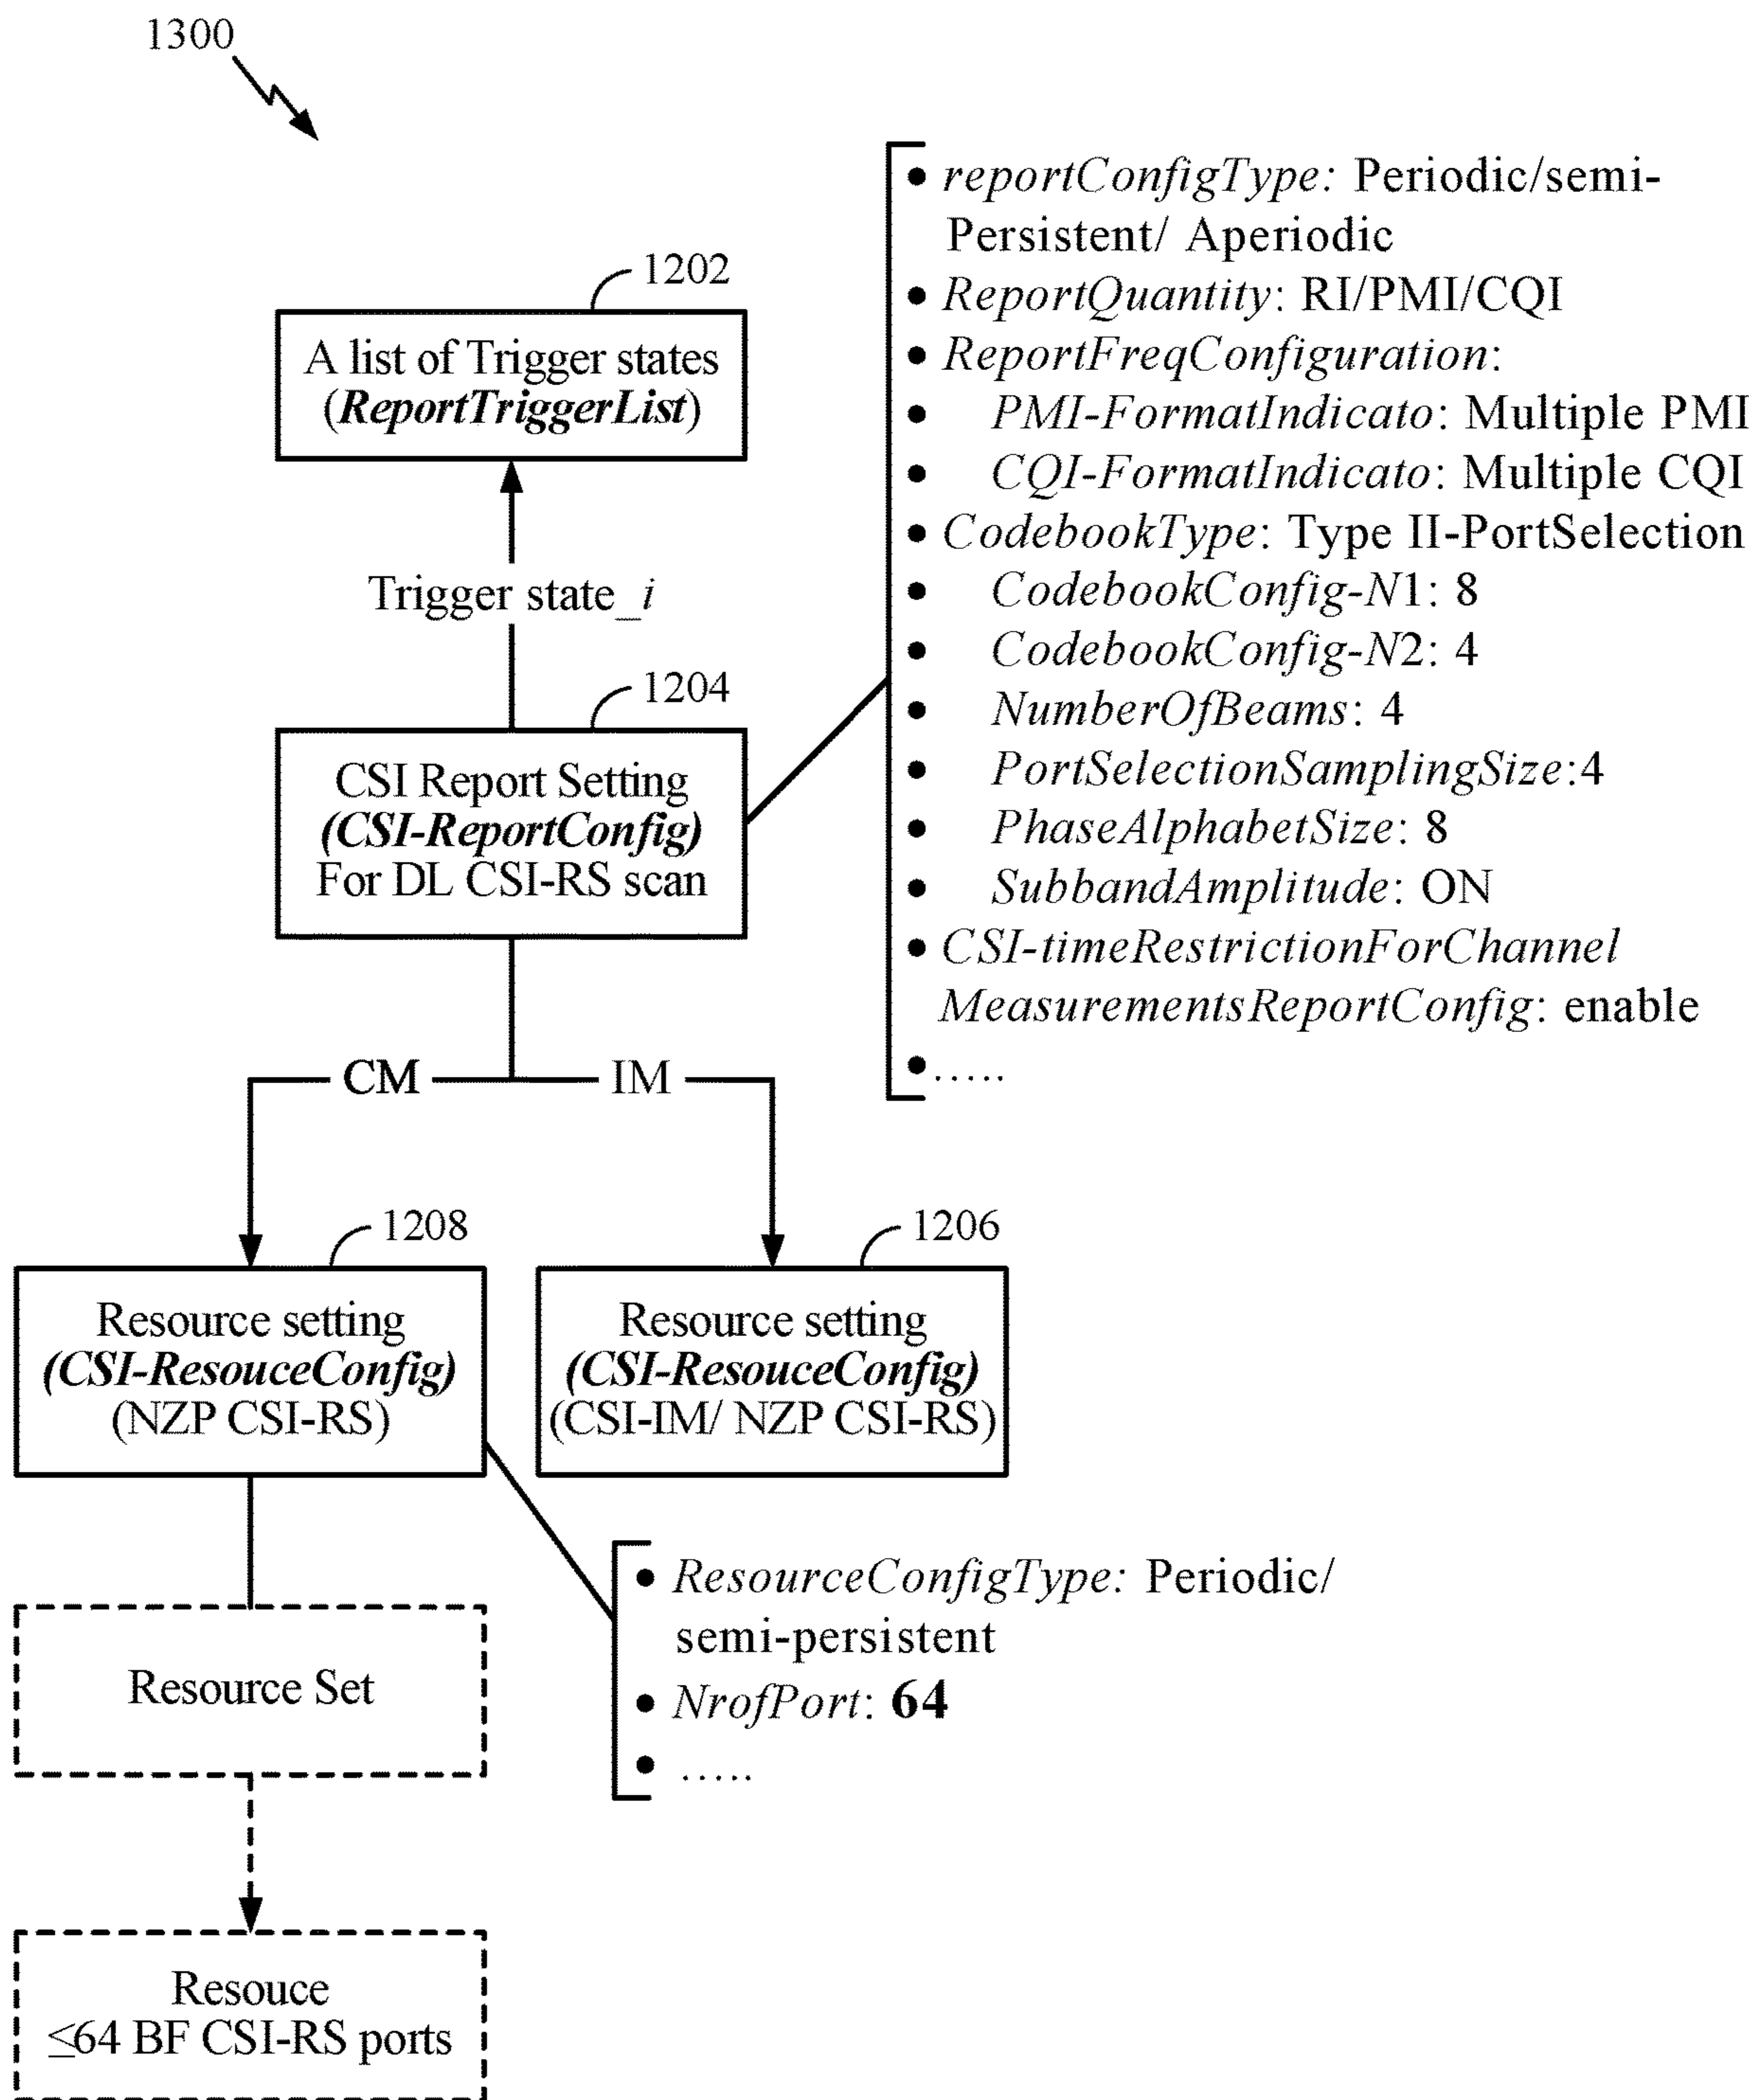 1300
1202
A list of Trigger states
(ReportTriggerList)
Trigger state_i
1204
CSI Report Setting
(CSI-ReportConfig)
For DL CSI-RS scan
• reportConfigType: Periodic/semi-
Persistent/ Aperiodic
• ReportQuantity: RI/PMI/CQI
• ReportFreqConfiguration:
• PMI-FormatIndicato: Multiple PMI
• CQI-FormatIndicato: Multiple CQI
• CodebookType: Type II-PortSelection
• CodebookConfig-N1: 8
• CodebookConfig-N2: 4
• NumberOfBeams: 4
• PortSelectionSamplingSize:4
• PhaseAlphabetSize: 8
• SubbandAmplitude: ON
• CSI-timeRestrictionForChannel
MeasurementsReportConfig: enable
• .....
CM
IM
1208
Resource setting
(CSI-ResouceConfig)
(NZP CSI-RS)
1206
Resource setting
(CSI-ResouceConfig)
(CSI-IM/ NZP CSI-RS)
• ResourceConfigType: Periodic/
semi-persistent
• NrofPort: 64
• .....
Resource Set
Resouce
≤64 BF CSI-RS ports